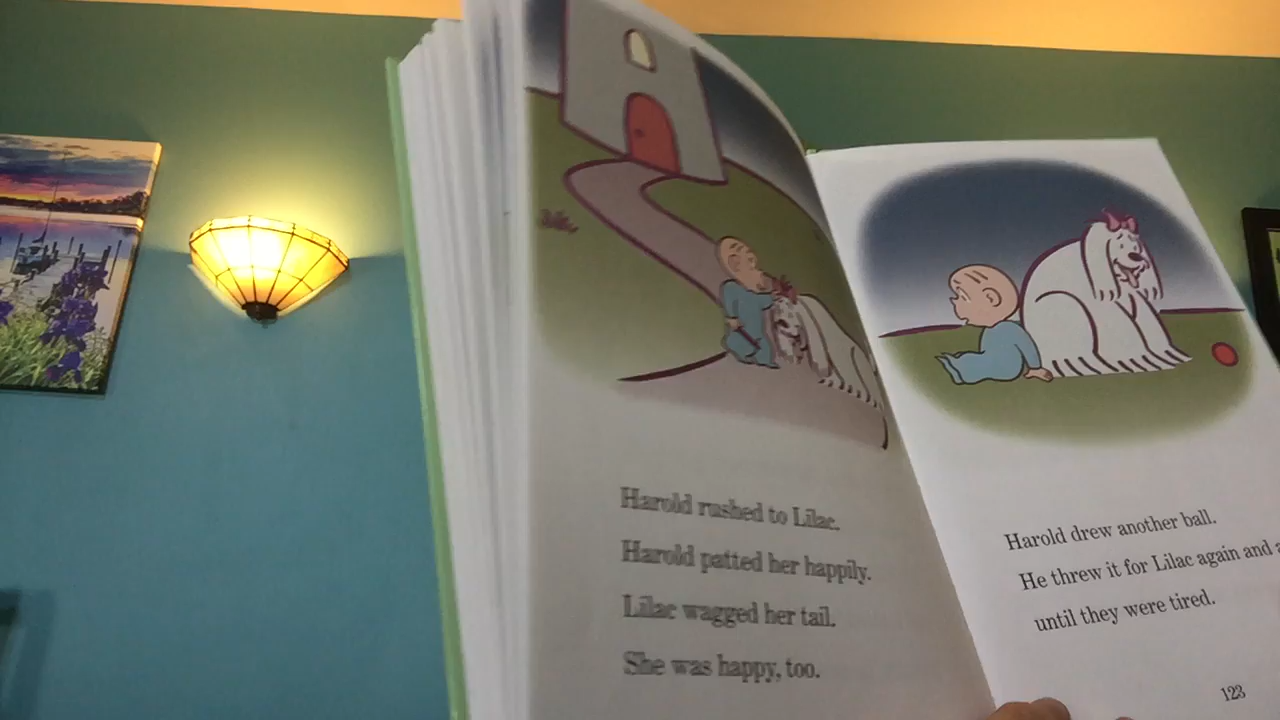 Harold rushed to Lilac.
Harold patted her happily.
Lilac wagged her tail.
She was happy, too.
Harold drew another ball.
He threw it for Lilac again and
until they were tired.
123